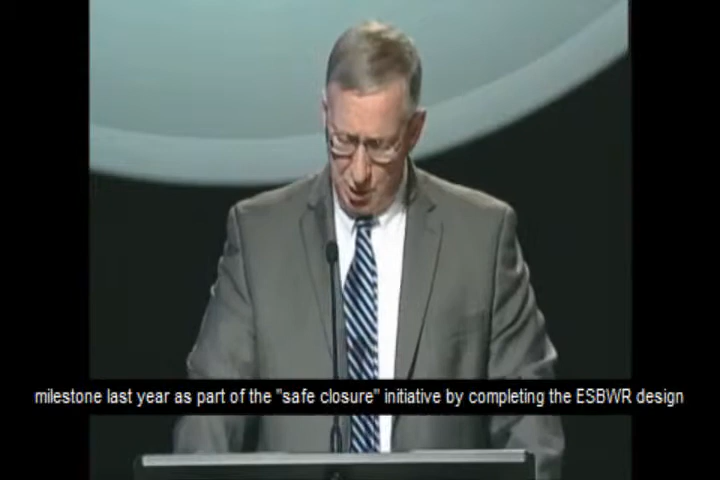 milestone last year as part of the "safe closure" initiative by completing the ESBWR design